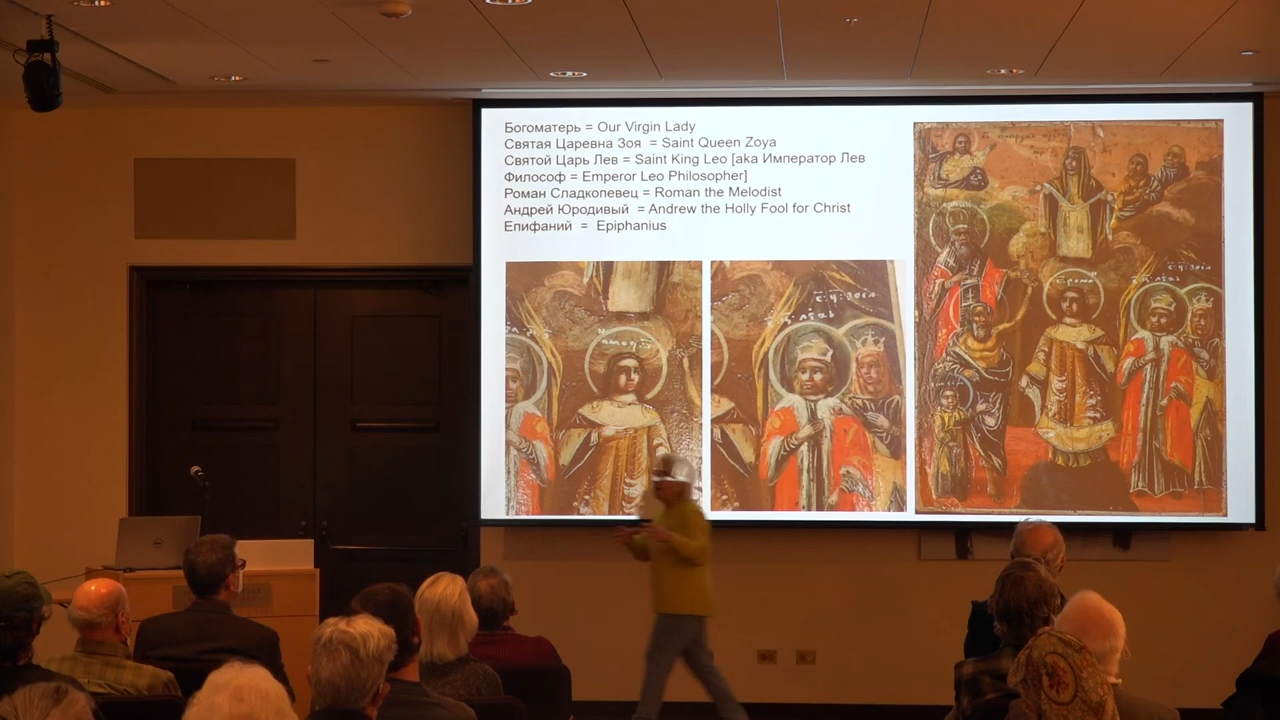 Богоматерь = Our Virgin Lady
Святая Царевна Зоя = Saint Queen Zoya
Святой Царь Лев = Saint King Leo [aka Император Лев
Философ = Emperor Leo Philosopher]
Роман Сладкопевец = Roman the Melodist
Андрей Юродивый = Andrew the Holly Fool for Christ
Епифаний = Epiphanius
DELL